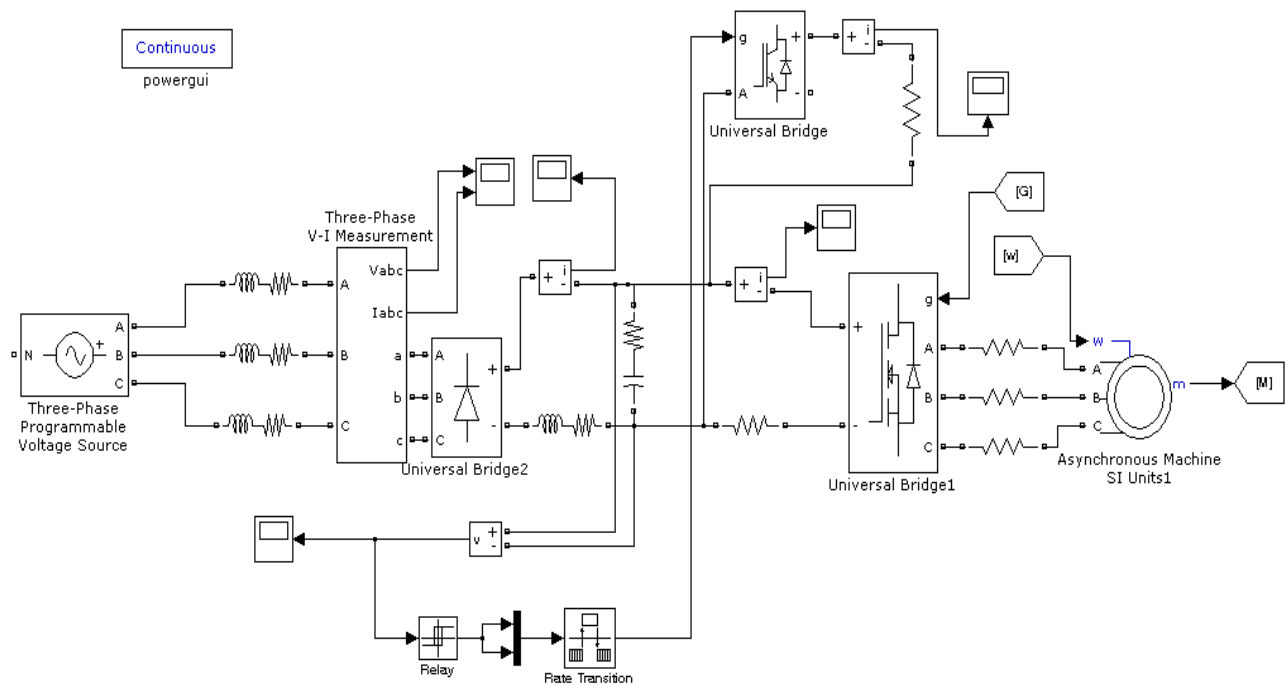 Continuous
powergui
g
A
+
-
Universal Bridge
+
i
-
Three-Phase
V-I Measurement
Vabc
Iabc
A
B
C
a
b
c
N
+
A
B
C
Three-Phase
Programmable
Voltage Source
A
B
C
+
-
Universal Bridge2
+
i
-
+
i
-
[G]
[w]
g
+
-
A
B
C
Universal Bridge1
w
A
B
C
m
[M]
Asynchronous Machine
SI Units1
v
+
-
Relay
Rate Transition